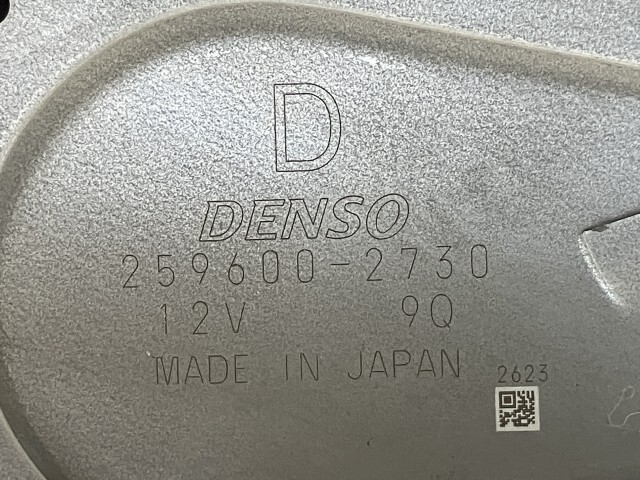 D
DENSO
259600-2730
12V 9Q
MADE IN JAPAN 2623